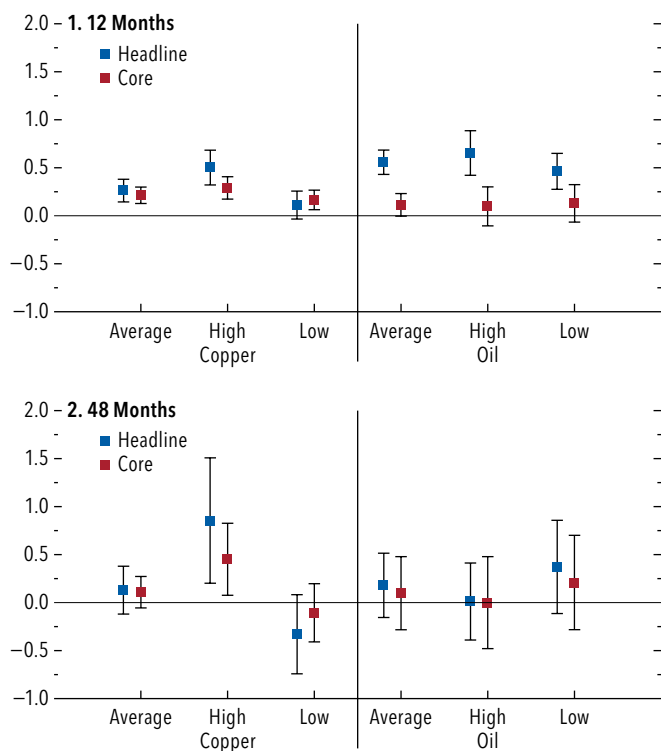 2.0
1. 12 Months
Headline
1.5
Core
1.0
0.5
0.0
−0.5
−1.0
Average
High
Low
Average
High
Low
Copper
Oil
2.0
2. 48 Months
Headline
1.5
Core
1.0
0.5
0.0
−0.5
−1.0
Average
High
Low
Average
High
Low
Copper
Oil